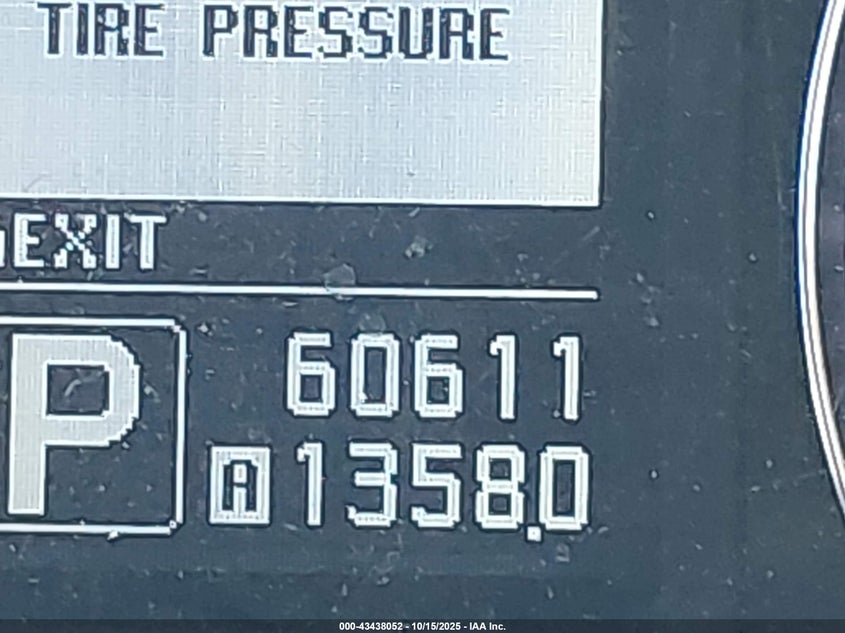 TIRE PRESSURE
EXIT
P
60611
A 1358.0
000-43438052 - 10/15/2025 - IAA Inc.